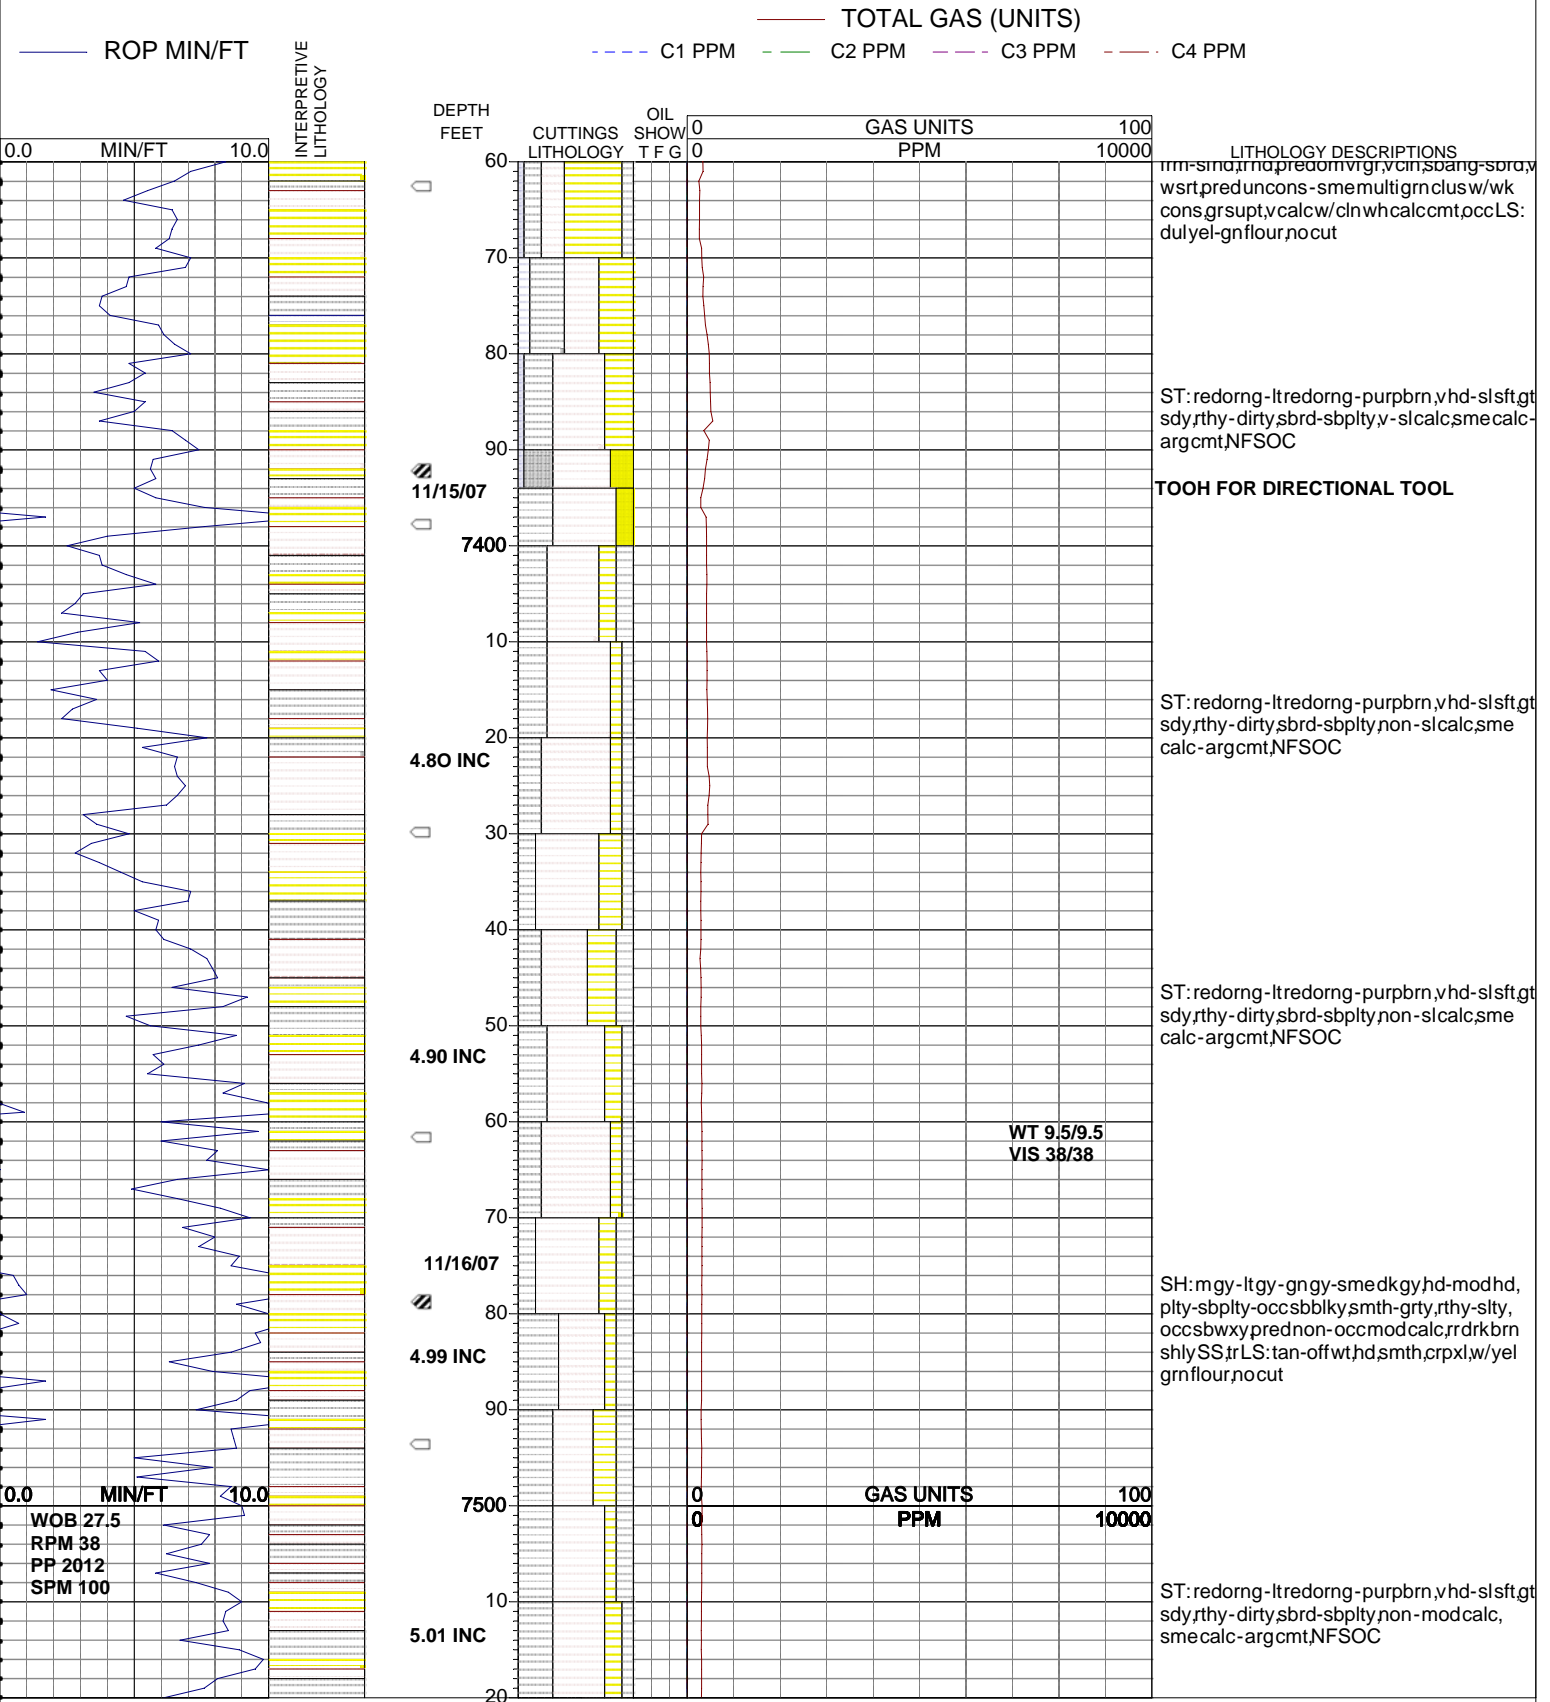 TOTAL GAS (UNITS)
ROP MIN/FT
C1 PPM C2 PPM C3 PPM C4 PPM
INTERPRETIVE
LITHOLOGY
DEPTH
FEET
CUTTINGS
LITHOLOGY
OIL
SHOW
T F G
0 GAS UNITS 100
0.0 MIN/FT 10.0
0 PPM 10000
LITHOLOGY DESCRIPTIONS
60
wsrt,preduncons-smemultigrnclusw/wk
cons,grsupt,vcalcw/clnwhcalccmt,occLS:
dulyel-gnflour,nocut
70
80
ST:redorng-ltredorng-purpbrn,vhd-slsft,gt
sdy,rthy-dirty,sbrd-sbplty,v-slcalc,smecalc-
argcmt,NFSOC
90
11/15/07
TOOH FOR DIRECTIONAL TOOL
7400
10
ST:redorng-ltredorng-purpbrn,vhd-slsft,gt
sdy,rthy-dirty,sbrd-sbplty,non-slcalc,sme
calc-argcmt,NFSOC
20
4.8O INC
30
40
ST:redorng-ltredorng-purpbrn,vhd-slsft,gt
sdy,rthy-dirty,sbrd-sbplty,non-slcalc,sme
calc-argcmt,NFSOC
50
4.90 INC
60
WT 9.5/9.5
VIS 38/38
70
11/16/07
SH:mgy-ltgy-gngy-smedkgy,hd-modhd,
plty-sbplty-occsbblky,smth-grty,rthy-slty,
occsbwxy,prednon-occmodcalc,rrdrkbrn
shlySS,trLS:tan-offwt,hd,smth,crpxl,w/yel
grnflour,nocut
80
4.99 INC
90
0.0 MIN/FT 10.0
0 GAS UNITS 100
7500
0 PPM 10000
WOB 27.5
RPM 38
PP 2012
SPM 100
10
ST:redorng-ltredorng-purpbrn,vhd-slsft,gt
sdy,rthy-dirty,sbrd-sbplty,non-modcalc,
smecalc-argcmt,NFSOC
5.01 INC
20